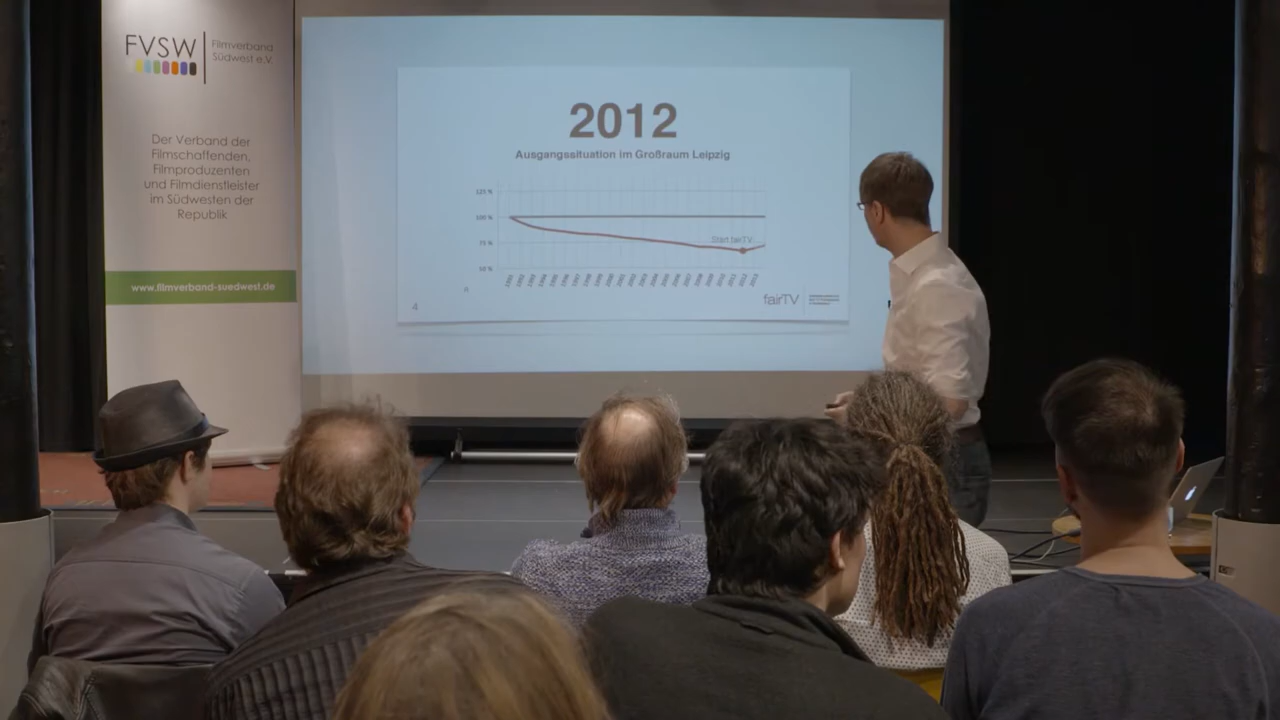 FVSW
Filmverband
Südwest e.V.
Der Verband der
Filmschaffenden,
Filmproduzenten
und Filmdienstleister
im Südwesten der
Republik
www.filmverband-suedwest.de
2012
Ausgangssituation im Großraum Leipzig
125 %
100 %
75 %
50 %
Start fairTV
4
fairTV